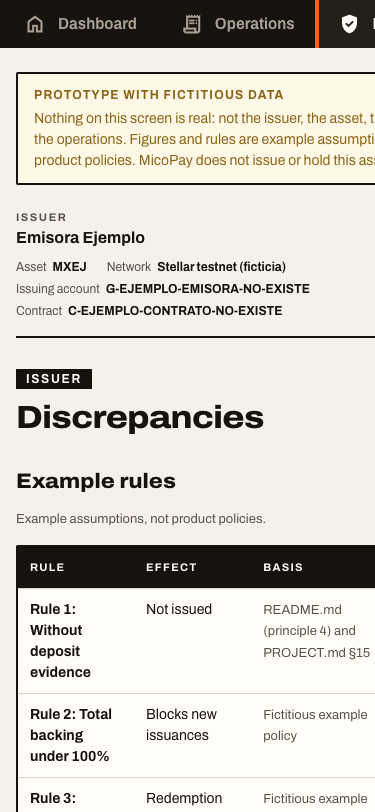 Dashboard
Operations
PROTOTYPE WITH FICTITIOUS DATA
Nothing on this screen is real: not the issuer, the asset,
the operations. Figures and rules are example
product policies. MicoPay does not issue or hold this
ISSUER
Emisora Ejemplo
Asset MXEJ Network Stellar testnet (ficticia)
Issuing account G-EJEMPLO-EMISORA-NO-EXISTE
Contract C-EJEMPLO-CONTRATO-NO-EXISTE
ISSUER
Discrepancies
Example rules
Example assumptions, not product policies.
RULE EFFECT BASIS
Rule 1: Not issued README.md
Without (principle 4) and
deposit PROJECT.md §15
evidence
Rule 2: Total Blocks new Fictitious example
backing issuances policy
under 100%
Rule 3: Redemption Fictitious example